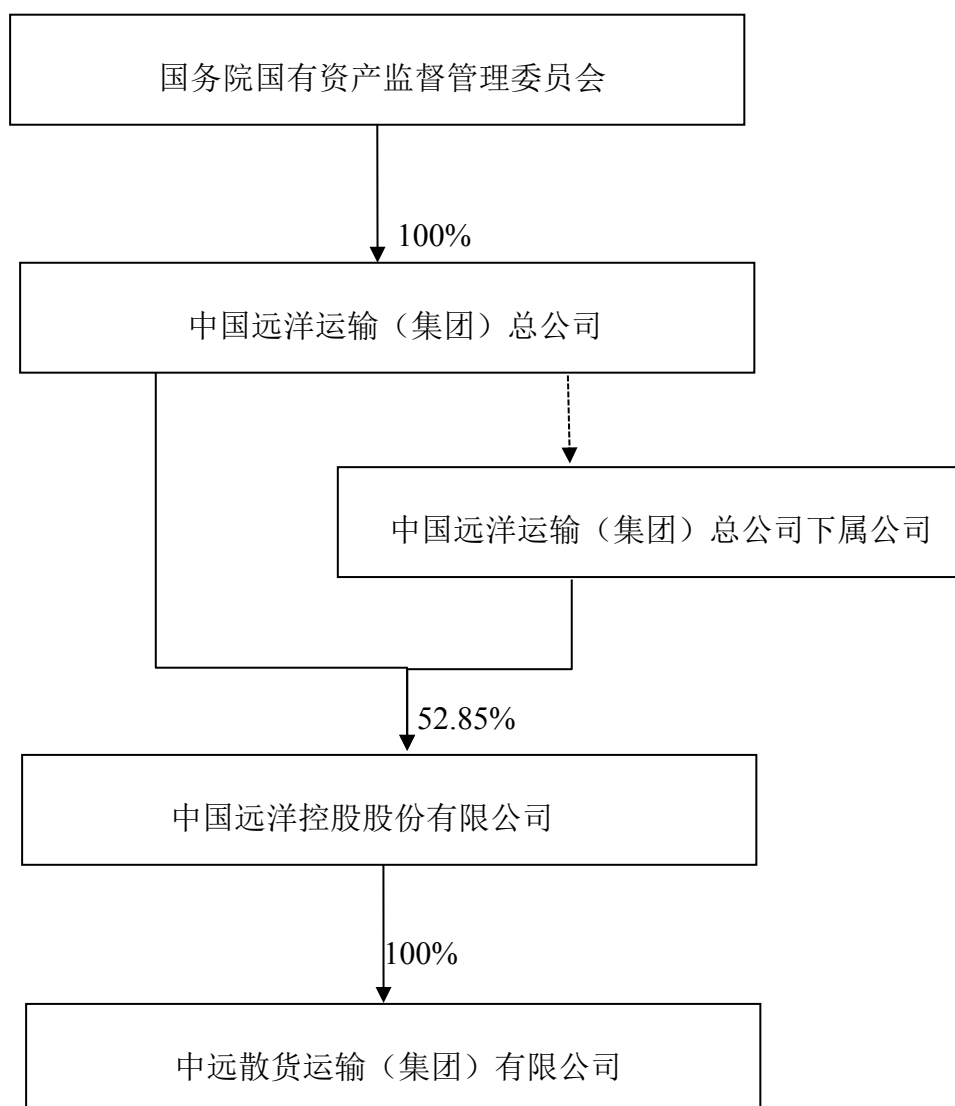 国务院国有资产监督管理委员会
100%
中国远洋运输（集团）总公司
中国远洋运输（集团）总公司下属公司
52.85%
中国远洋控股股份有限公司
100%
中远散货运输（集团）有限公司